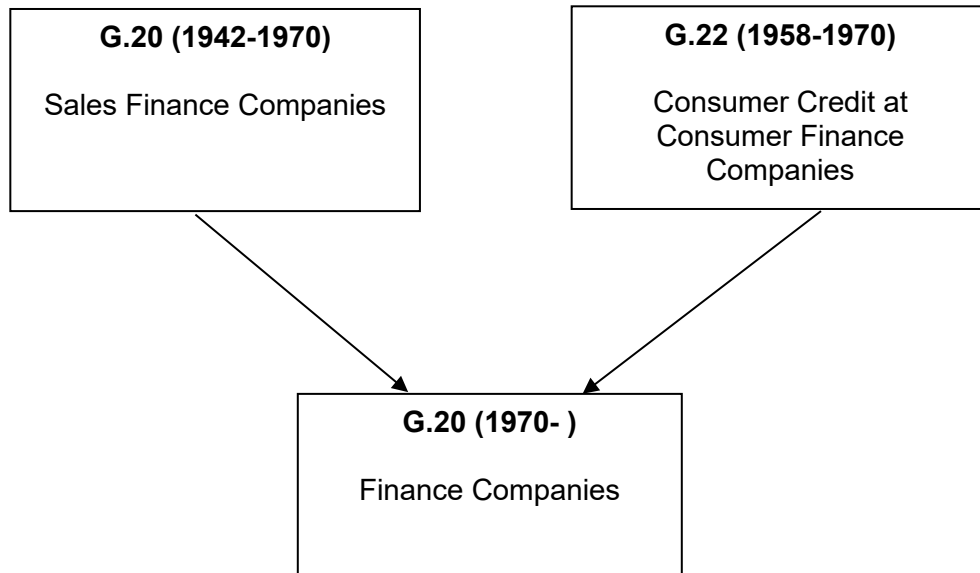 G.20 (1942-1970)
Sales Finance Companies
G.22 (1958-1970)
Consumer Credit at
Consumer Finance
Companies
G.20 (1970- )
Finance Companies